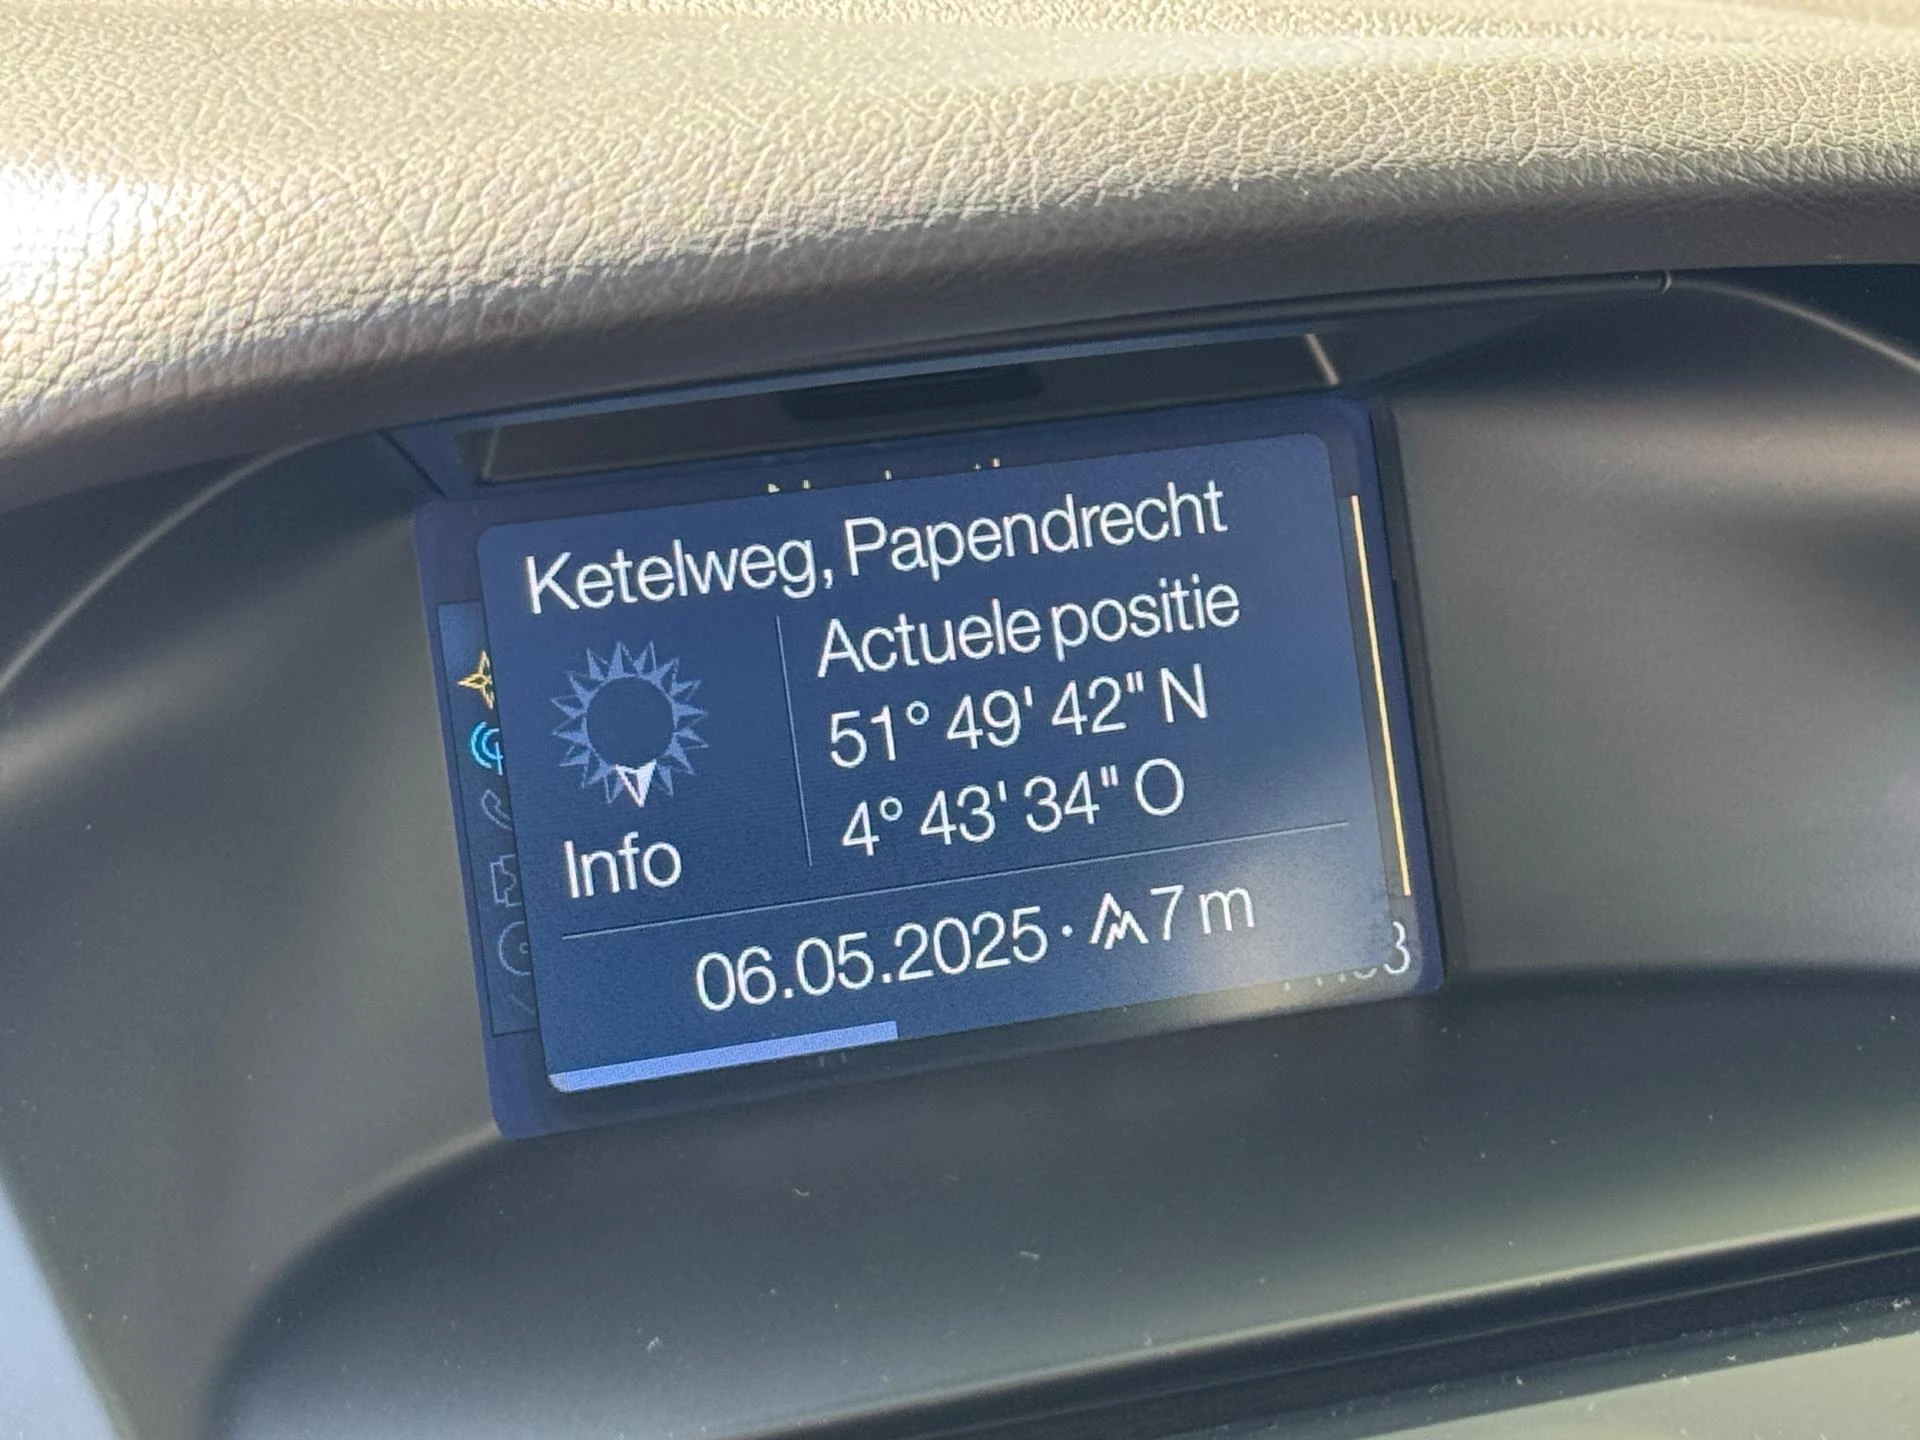 Ketelweg, Papendrecht
Actuele positie
51° 49' 42" N
4° 43' 34" O
Info
06.05.2025 · 7 m